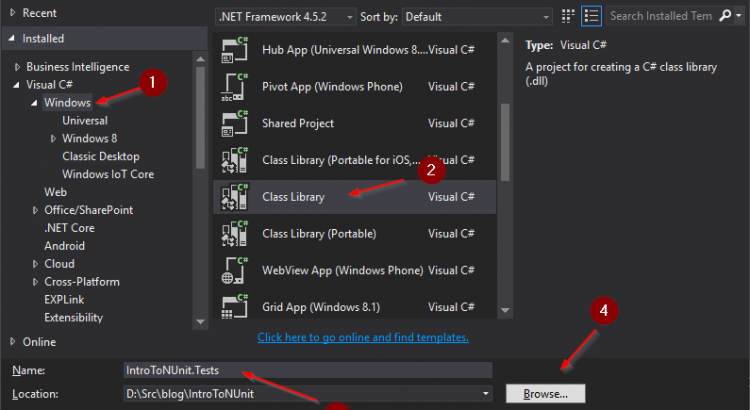 Recent
.NET Framework 4.5.2 Sort by: Default Search Installed Tem
Installed
Business Intelligence
Visual C#
Windows
Universal
Windows 8
Classic Desktop
Windows IoT Core
Web
Office/SharePoint
.NET Core
Android
Cloud
Cross-Platform
EXPLink
Extensibility
Online
1
Hub App (Universal Windows 8.... Visual C#
Pivot App (Windows Phone) Visual C#
Shared Project Visual C#
Class Library (Portable for iOS,... Visual C#
2
Class Library Visual C#
Class Library (Portable) Visual C#
WebView App (Windows Phone) Visual C#
Grid App (Windows 8.1) Visual C#
Click here to go online and find templates.
Type: Visual C#
A project for creating a C# class library
(.dll)
4
Name: IntroToNUnit.Tests
Location: D:\Src\blog\IntroToNUnit Browse...